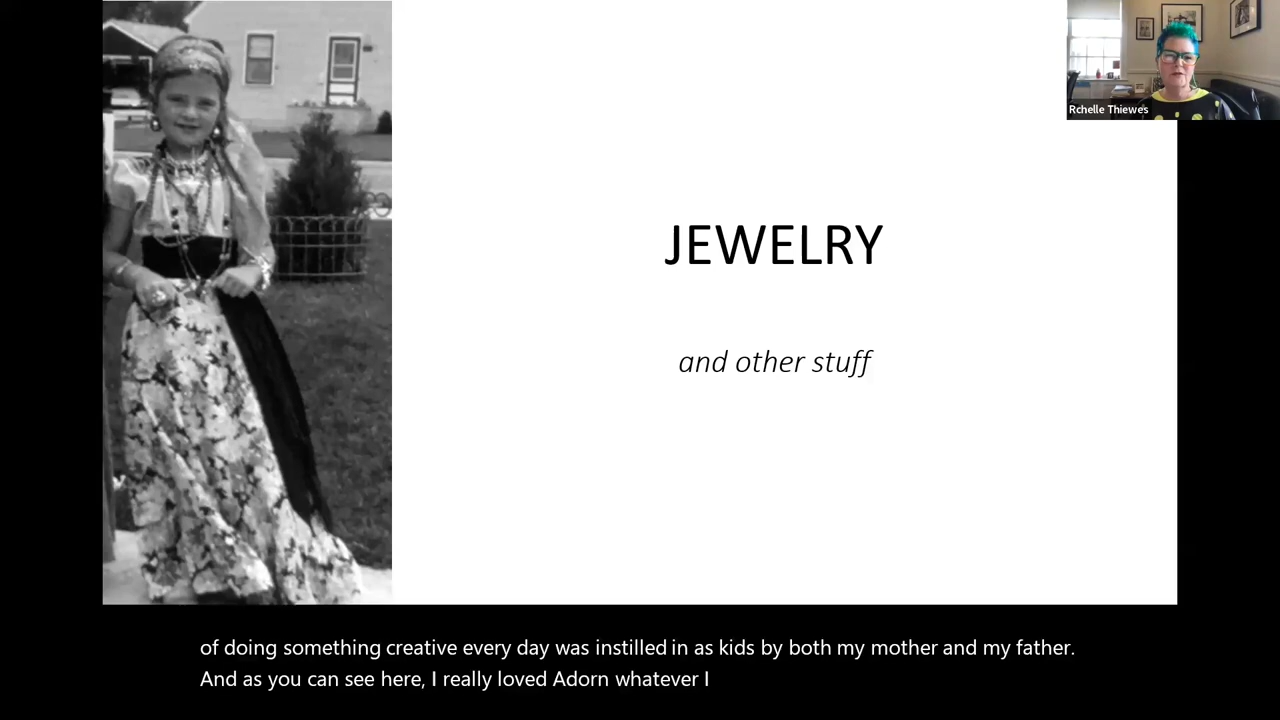 Rchelle Thiewes
JEWELRY
and other stuff
of doing something creative every day was instilled in as kids by both my mother and my father.
And as you can see here, I really loved Adorn whatever I